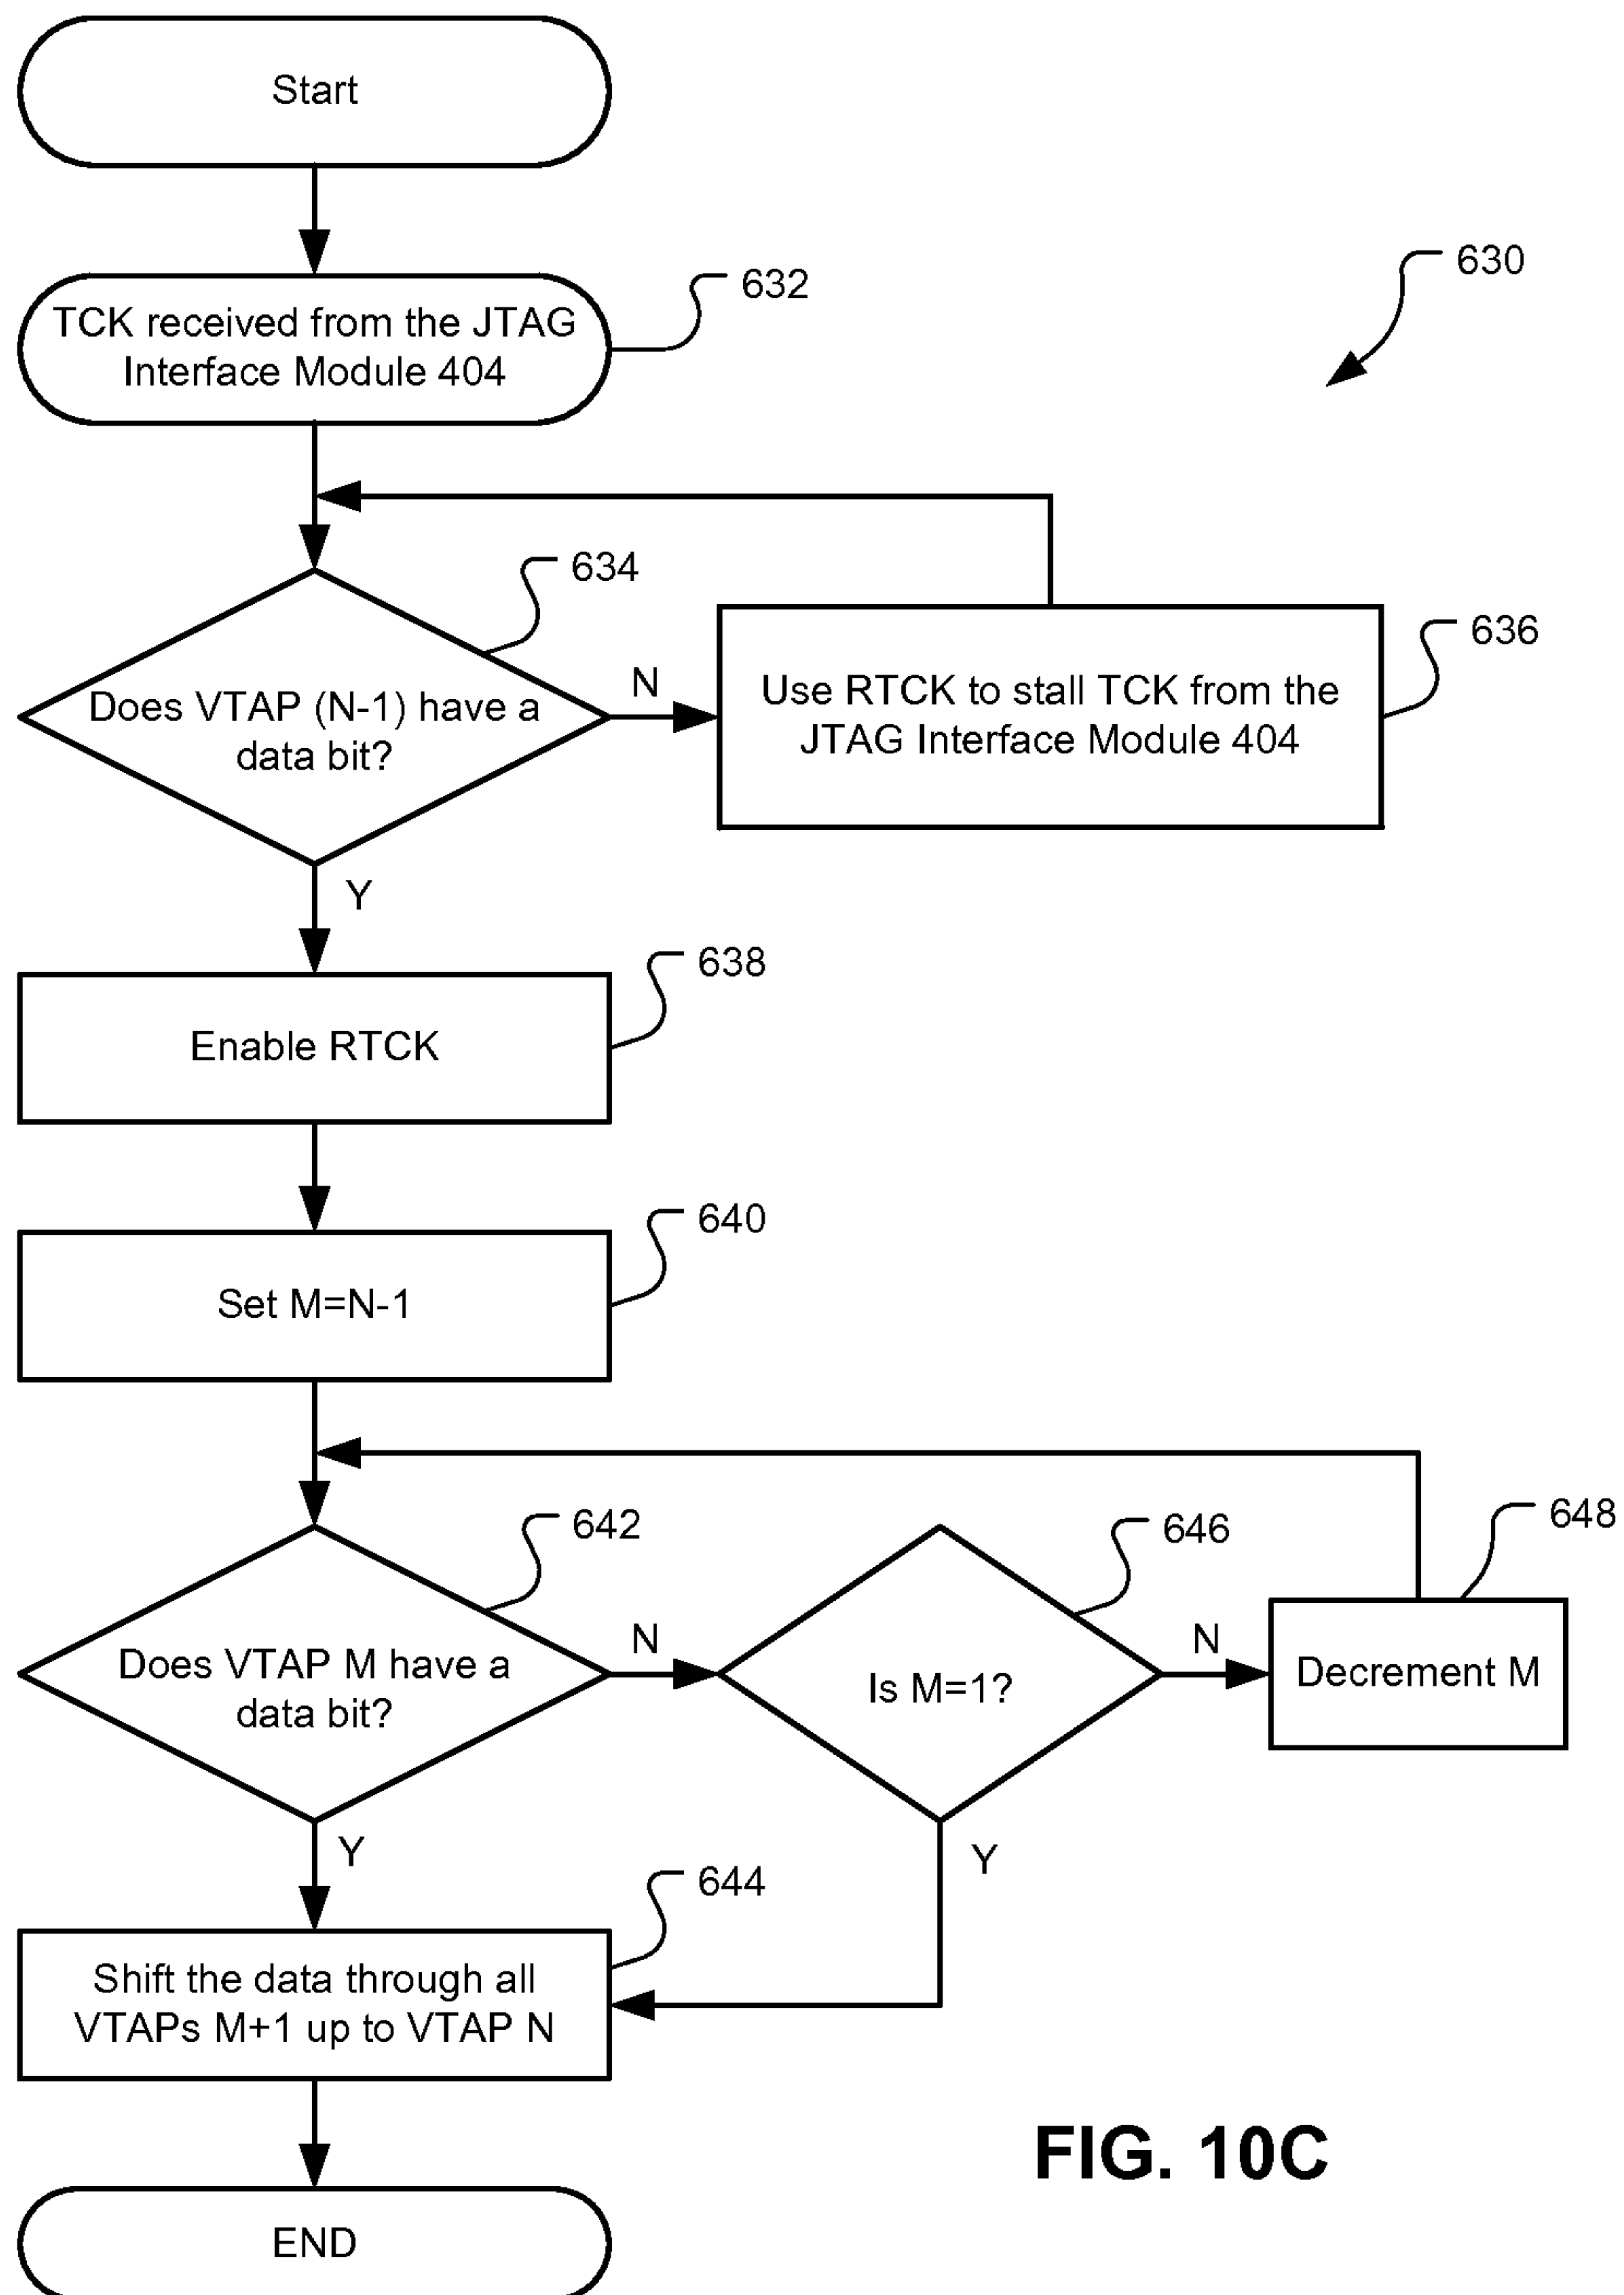 Start
630
632
TCK received from the JTAG
Interface Module 404
634
636
Does VTAP (N-1) have a
data bit?
N
Use RTCK to stall TCK from the
JTAG Interface Module 404
Y
638
Enable RTCK
640
Set M=N-1
642
646
648
Does VTAP M have a
data bit?
N
Is M=1?
N
Decrement M
Y
Y
644
Shift the data through all
VTAPs M+1 up to VTAP N
FIG. 10C
END